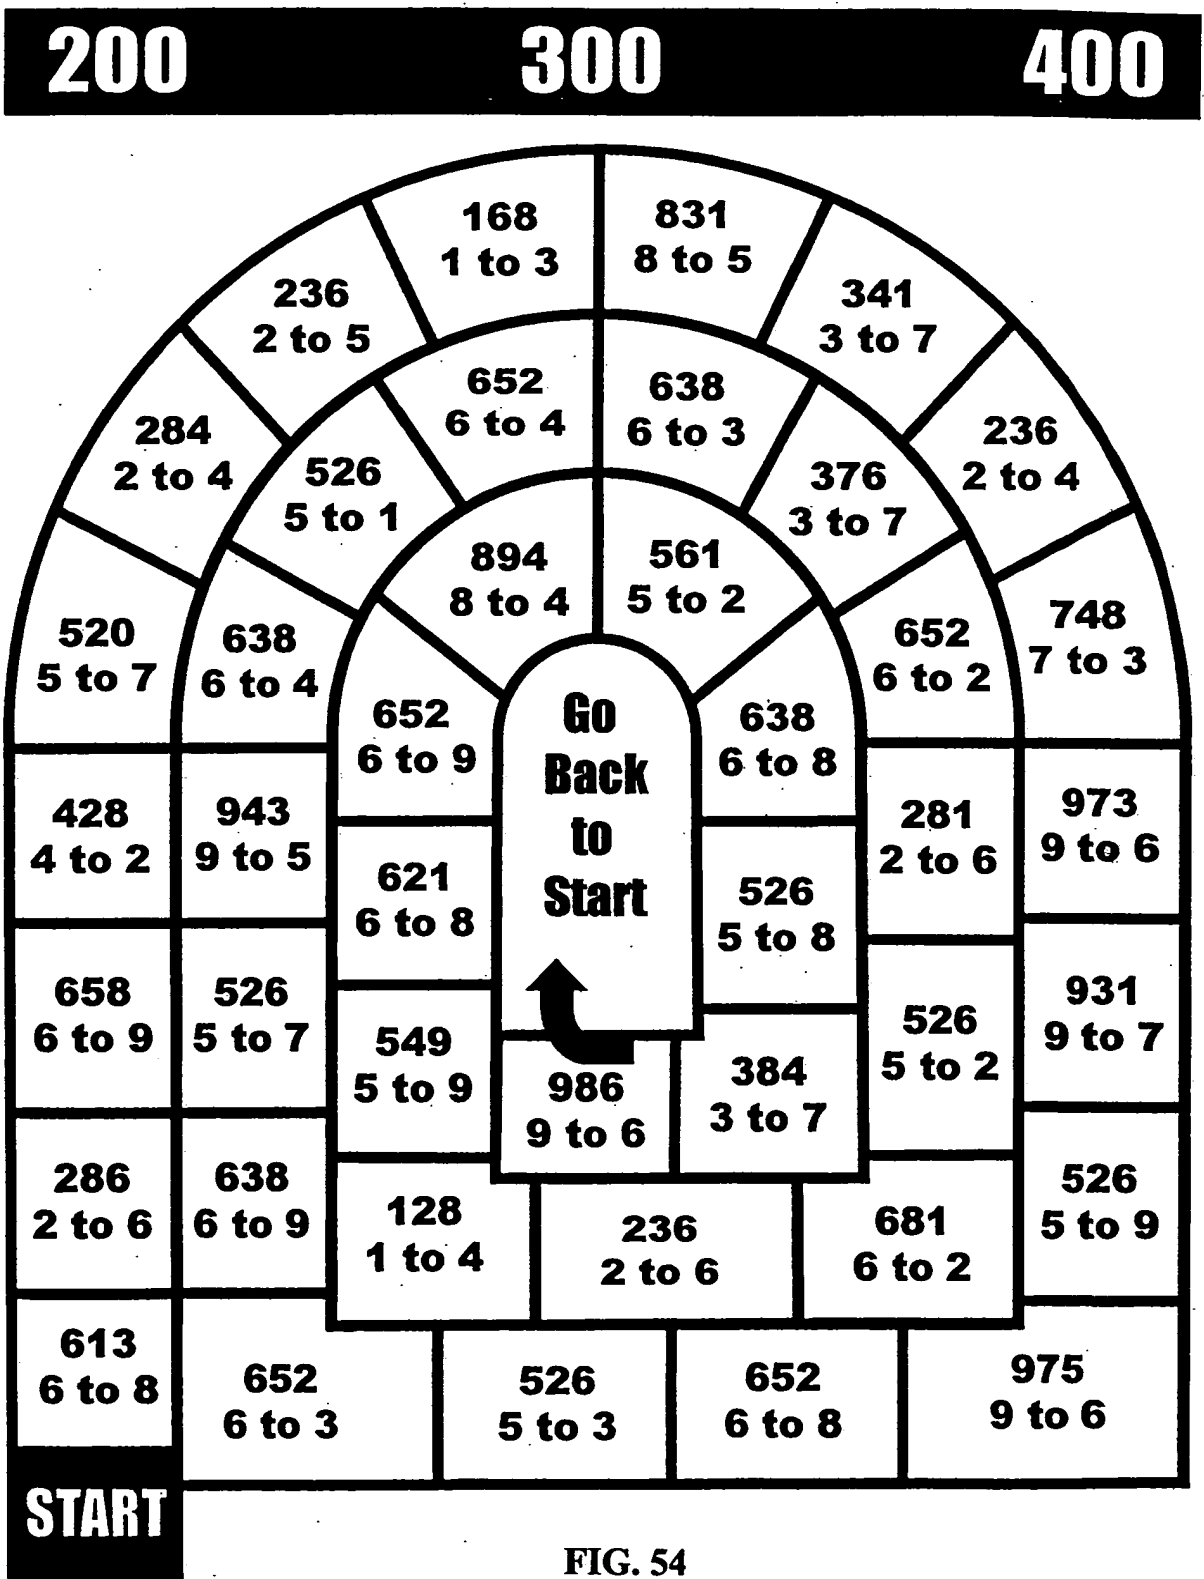 200 300 400
168
1 to 3
831
8 to 5
236
2 to 5
341
3 to 7
652
6 to 4
638
6 to 3
284
2 to 4
236
2 to 4
526
5 to 1
376
3 to 7
894
8 to 4
561
5 to 2
520
5 to 7
638
6 to 4
652
6 to 2
748
7 to 3
652
6 to 9
Go
Back
to
Start
638
6 to 8
428
4 to 2
943
9 to 5
281
2 to 6
973
9 to 6
621
6 to 8
526
5 to 8
658
6 to 9
526
5 to 7
526
5 to 2
931
9 to 7
549
5 to 9
986
9 to 6
384
3 to 7
286
2 to 6
638
6 to 9
128
1 to 4
236
2 to 6
681
6 to 2
526
5 to 9
613
6 to 8
652
6 to 3
526
5 to 3
652
6 to 8
975
9 to 6
START
FIG. 54